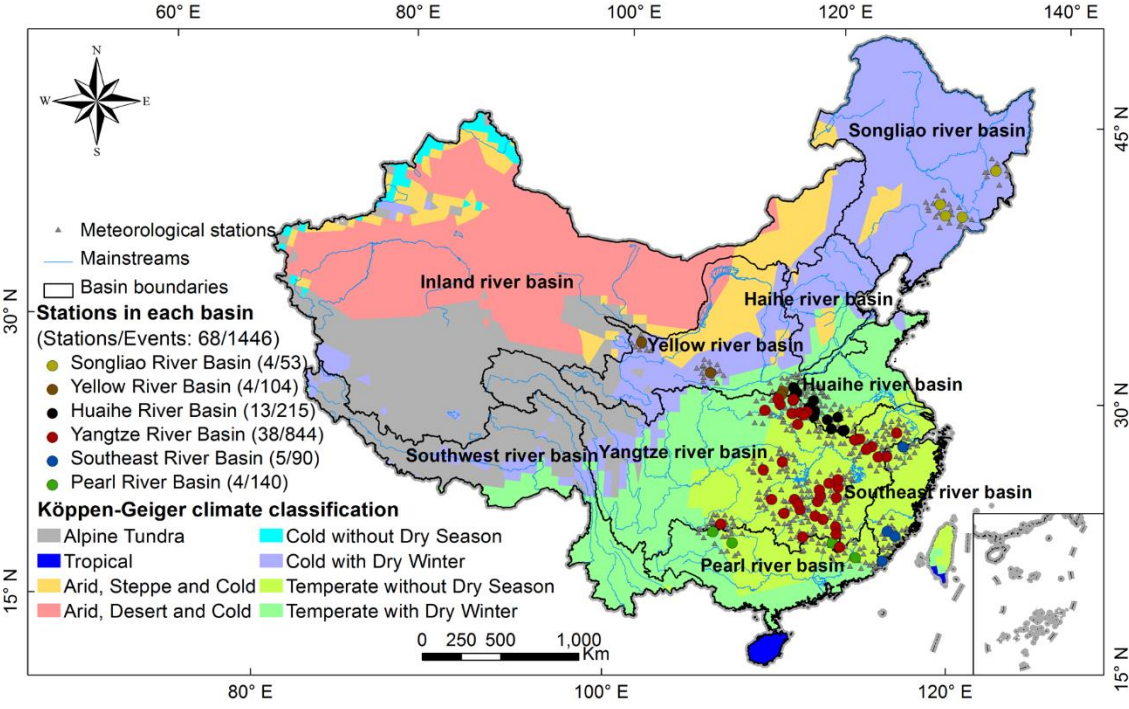 60° E 80° E 100° E 120° E 140° E
N
W E
S
45° N
30° N
30° N
15° N
15° N
Songliao river basin
Inland river basin
Haihe river basin
Yellow river basin
Huaihe river basin
Southwest river basin
Yangtze river basin
Southeast river basin
Pearl river basin
Meteorological stations
Mainstreams
Basin boundaries
Stations in each basin
(Stations/Events: 68/1446)
Songliao River Basin (4/53)
Yellow River Basin (4/104)
Huaihe River Basin (13/215)
Yangtze River Basin (38/844)
Southeast River Basin (5/90)
Pearl River Basin (4/140)
Köppen-Geiger climate classification
Alpine Tundra
Cold without Dry Season
Tropical
Cold with Dry Winter
Arid, Steppe and Cold
Temperate without Dry Season
Arid, Desert and Cold
Temperate with Dry Winter
0 250 500 1,000
Km
80° E 100° E 120° E